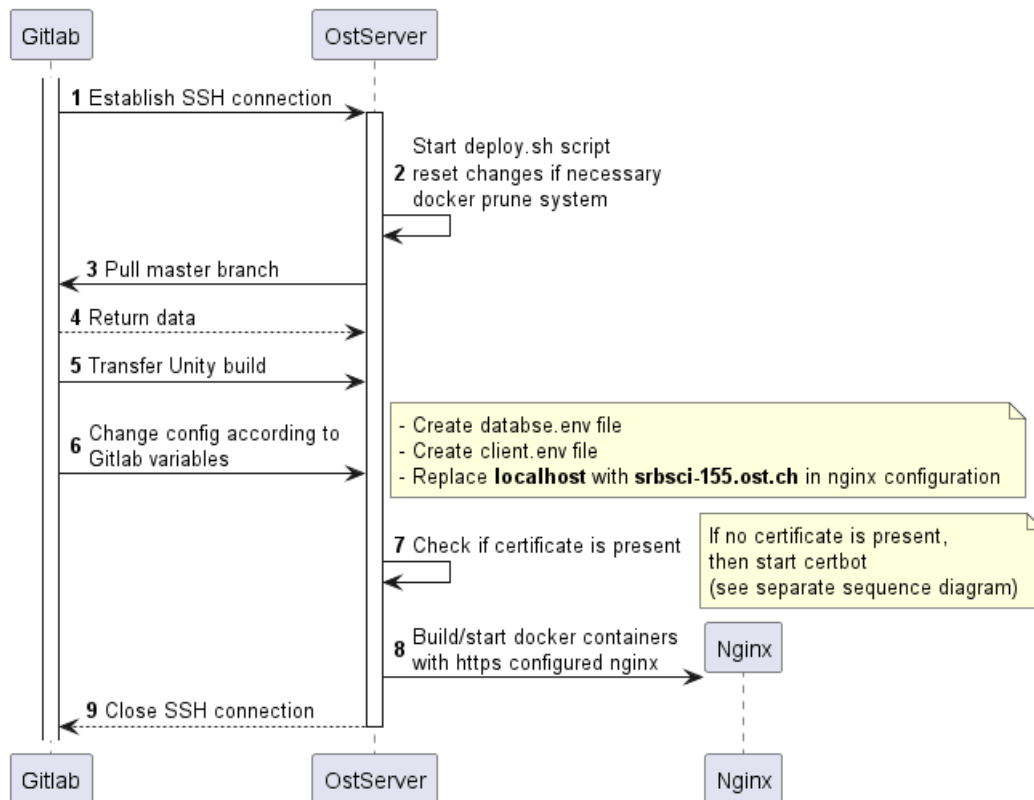 Gitlab
OstServer
1 Establish SSH connection
Start deploy.sh script
2 reset changes if necessary
docker prune system
3 Pull master branch
4 Return data
5 Transfer Unity build
6 Change config according to
Gitlab variables
- Create databse.env file
- Create client.env file
- Replace localhost with srbsci-155.ost.ch in nginx configuration
7 Check if certificate is present
If no certificate is present,
then start certbot
(see separate sequence diagram)
8 Build/start docker containers
with https configured nginx
Nginx
9 Close SSH connection
Gitlab
OstServer
Nginx